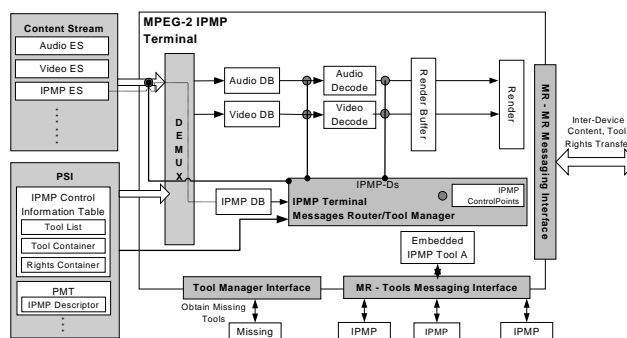 Content Stream
Audio ES
Video ES
IPMP ES
PSI
IPMP Control
Information Table
Tool List
Tool Container
Rights Container
PMT
IPMP Descriptor
MPEG-2 IPMP
Terminal
DEMUX
Audio DB
Video DB
Audio
Decode
Video
Decode
Render Buffer
Render
IPMP DB
IPMP-Ds
IPMP Terminal
Messages Router/Tool Manager
IPMP
ControlPoints
MR - MR Messaging Interface
Inter-Device
Content, Tool,
Rights Transfer
Embedded
IPMP Tool A
Tool Manager Interface
MR - Tools Messaging Interface
Obtain Missing
Tools
Missing
IPMP
IPMP
IPMP